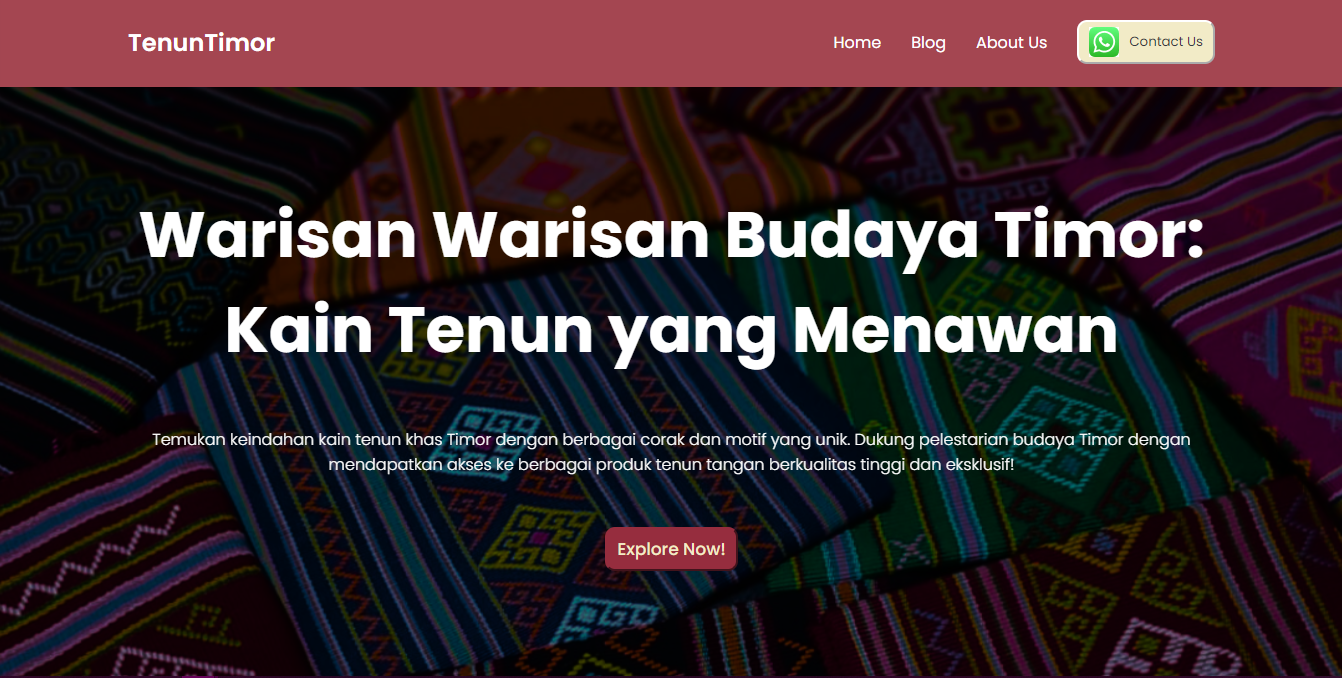 TenunTimor
Home
Blog
About Us
Contact Us
Warisan Warisan Budaya Timor:
Kain Tenun yang Menawan
Temukan keindahan kain tenun khas Timor dengan berbagai corak dan motif yang unik. Dukung pelestarian budaya Timor dengan
mendapatkan akses ke berbagai produk tenun tangan berkualitas tinggi dan eksklusif!
Explore Now!